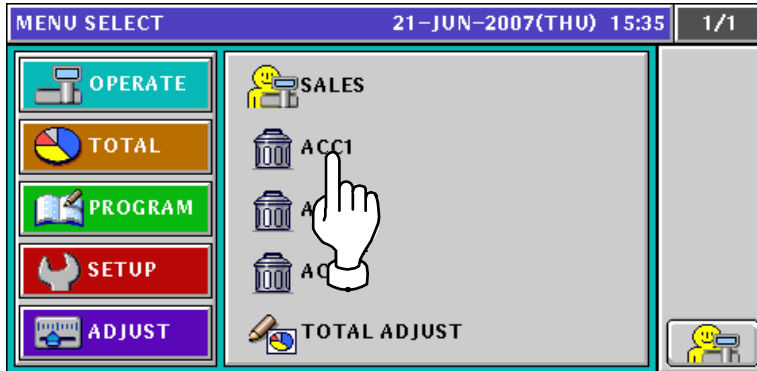 MENU SELECT 21-JUN-2007(THU) 15:35 1/1
OPERATE
TOTAL
PROGRAM
SETUP
ADJUST
SALES
ACC1
TOTAL ADJUST